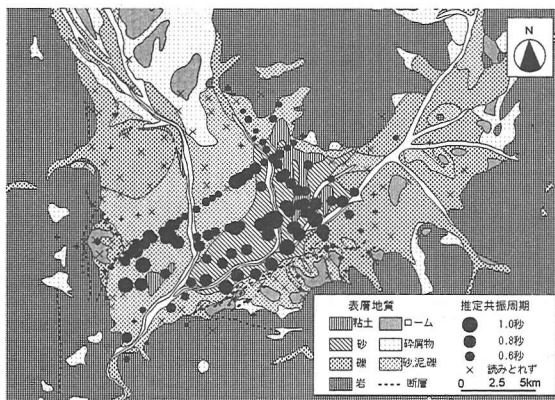 N
表層地質 推定共振周期
粘土 ローム 1.0秒
砂 砕屑物 0.8秒
礫 砂,泥,礫 0.6秒
岩 断層 × 読みとれず
0 2.5 5km